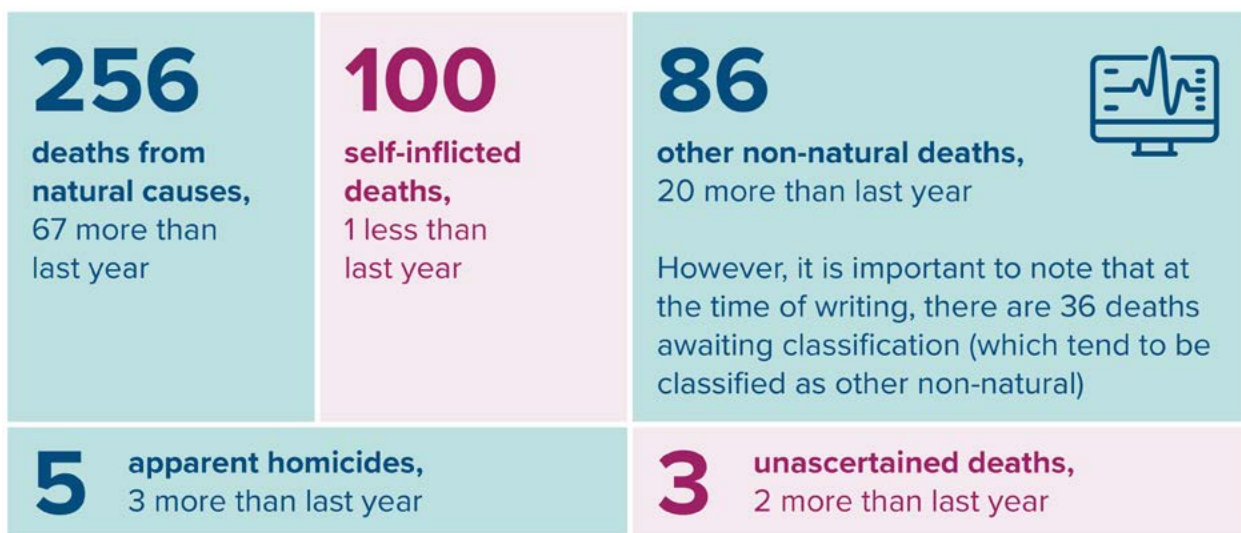 256
deaths from
natural causes,
67 more than
last year
100
self-inflicted
deaths,
1 less than
last year
86
other non-natural deaths,
20 more than last year
However, it is important to note that at
the time of writing, there are 36 deaths
awaiting classification (which tend to be
classified as other non-natural)
5
apparent homicides,
3 more than last year
3
unascertained deaths,
2 more than last year